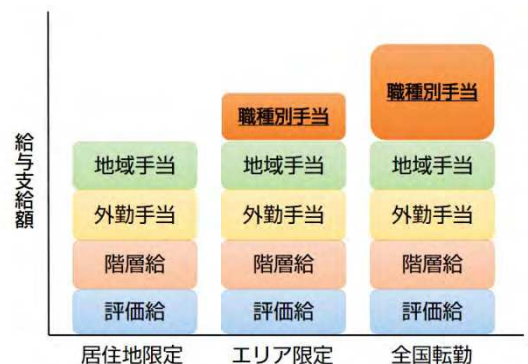 給与支給額
職種別手当
職種別手当
地域手当
地域手当
地域手当
外勤手当
外勤手当
外勤手当
階層給
階層給
階層給
評価給
評価給
評価給
居住地限定
エリア限定
全国転勤